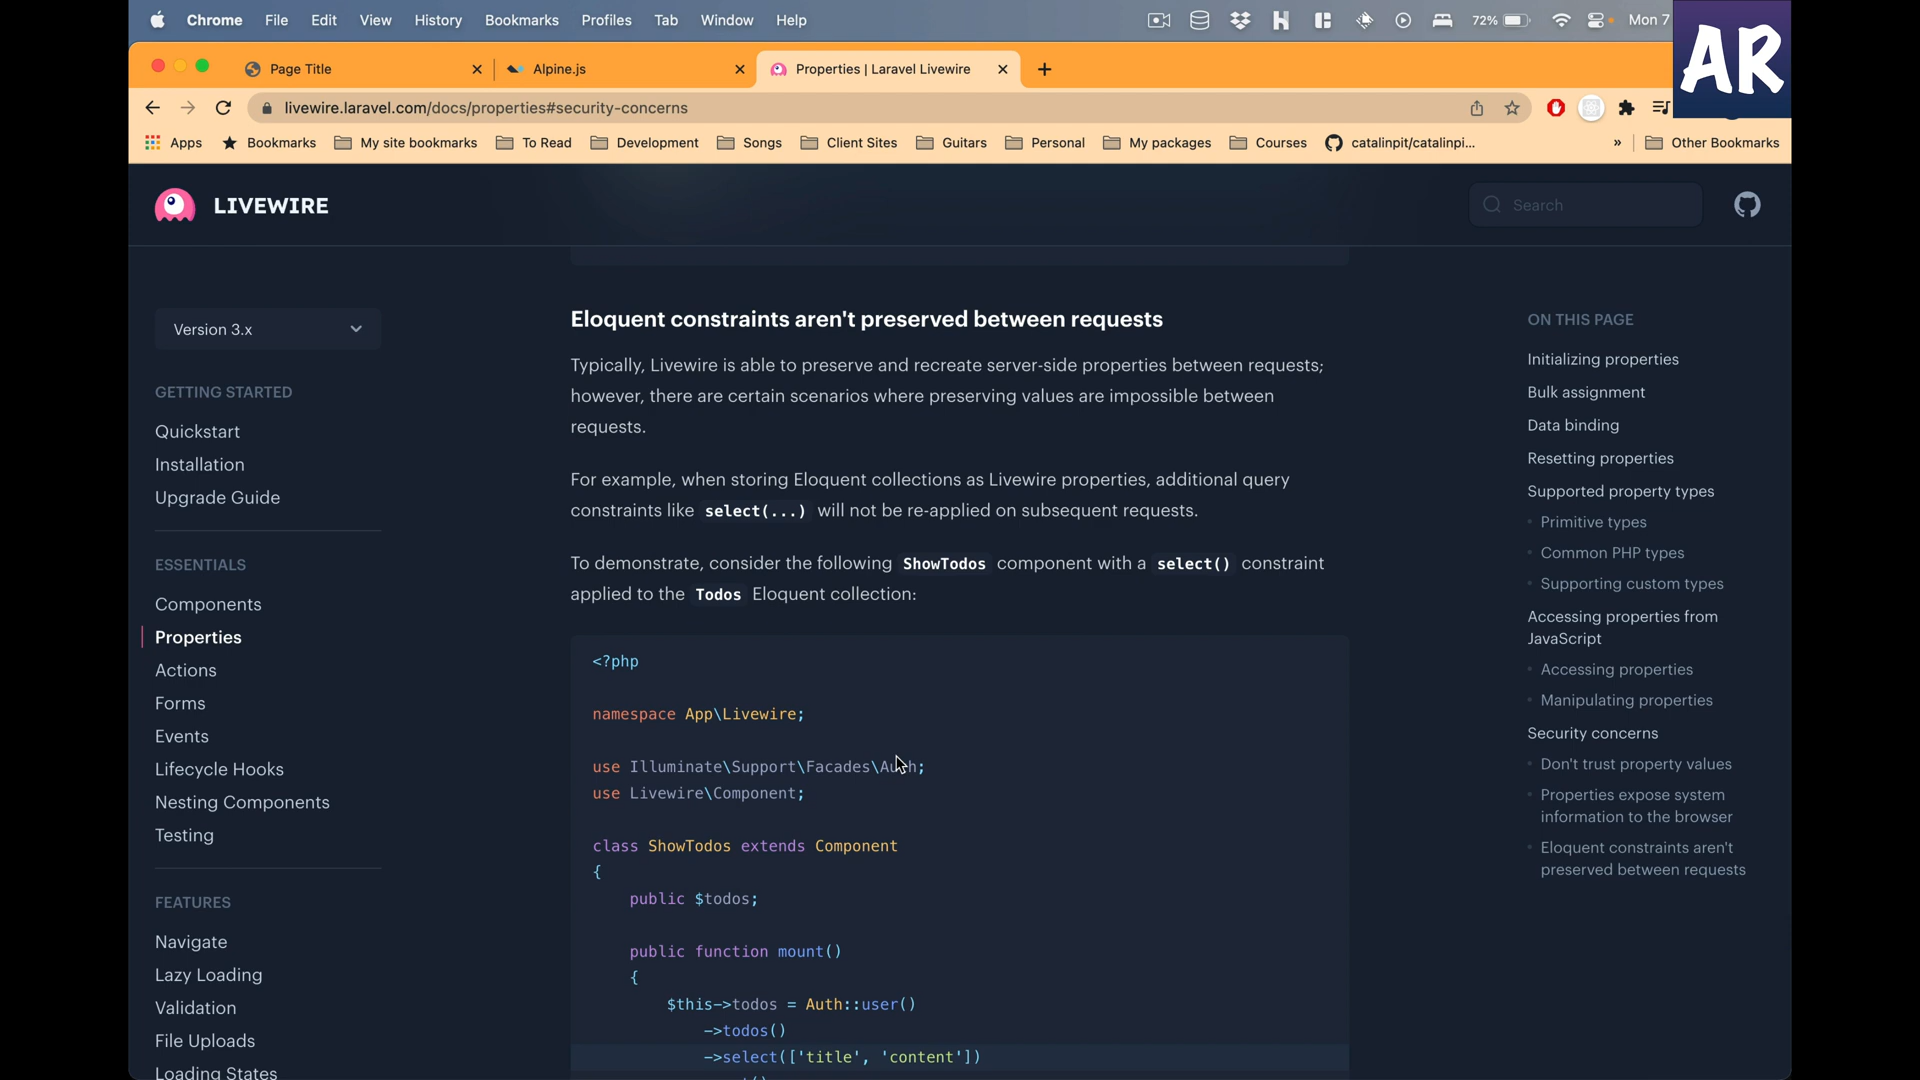 Chrome File Edit View History Bookmarks Profiles Tab Window Help 72% Mon 7
AR
Page Title
Alpine.js
Properties | Laravel Livewire
livewire.laravel.com/docs/properties#security-concerns
Apps Bookmarks My site bookmarks To Read Development Songs Client Sites Guitars Personal My packages Courses catalinpit/catalinpi... » Other Bookmarks
LIVEWIRE
Search
Version 3.x
GETTING STARTED
Quickstart
Installation
Upgrade Guide
ESSENTIALS
Components
Properties
Actions
Forms
Events
Lifecycle Hooks
Nesting Components
Testing
FEATURES
Navigate
Lazy Loading
Validation
File Uploads
Loading States
Eloquent constraints aren't preserved between requests
Typically, Livewire is able to preserve and recreate server-side properties between requests;
however, there are certain scenarios where preserving values are impossible between
requests.
For example, when storing Eloquent collections as Livewire properties, additional query
constraints like select(...) will not be re-applied on subsequent requests.
To demonstrate, consider the following ShowTodos component with a select() constraint
applied to the Todos Eloquent collection:
<?php
namespace App\Livewire;
use Illuminate\Support\Facades\Auth;
use Livewire\Component;
class ShowTodos extends Component
{
public $todos;
public function mount()
{
$this->todos = Auth::user()
->todos()
->select(['title', 'content'])
ON THIS PAGE
Initializing properties
Bulk assignment
Data binding
Resetting properties
Supported property types
Primitive types
Common PHP types
Supporting custom types
Accessing properties from
JavaScript
Accessing properties
Manipulating properties
Security concerns
Don't trust property values
Properties expose system
information to the browser
Eloquent constraints aren't
preserved between requests